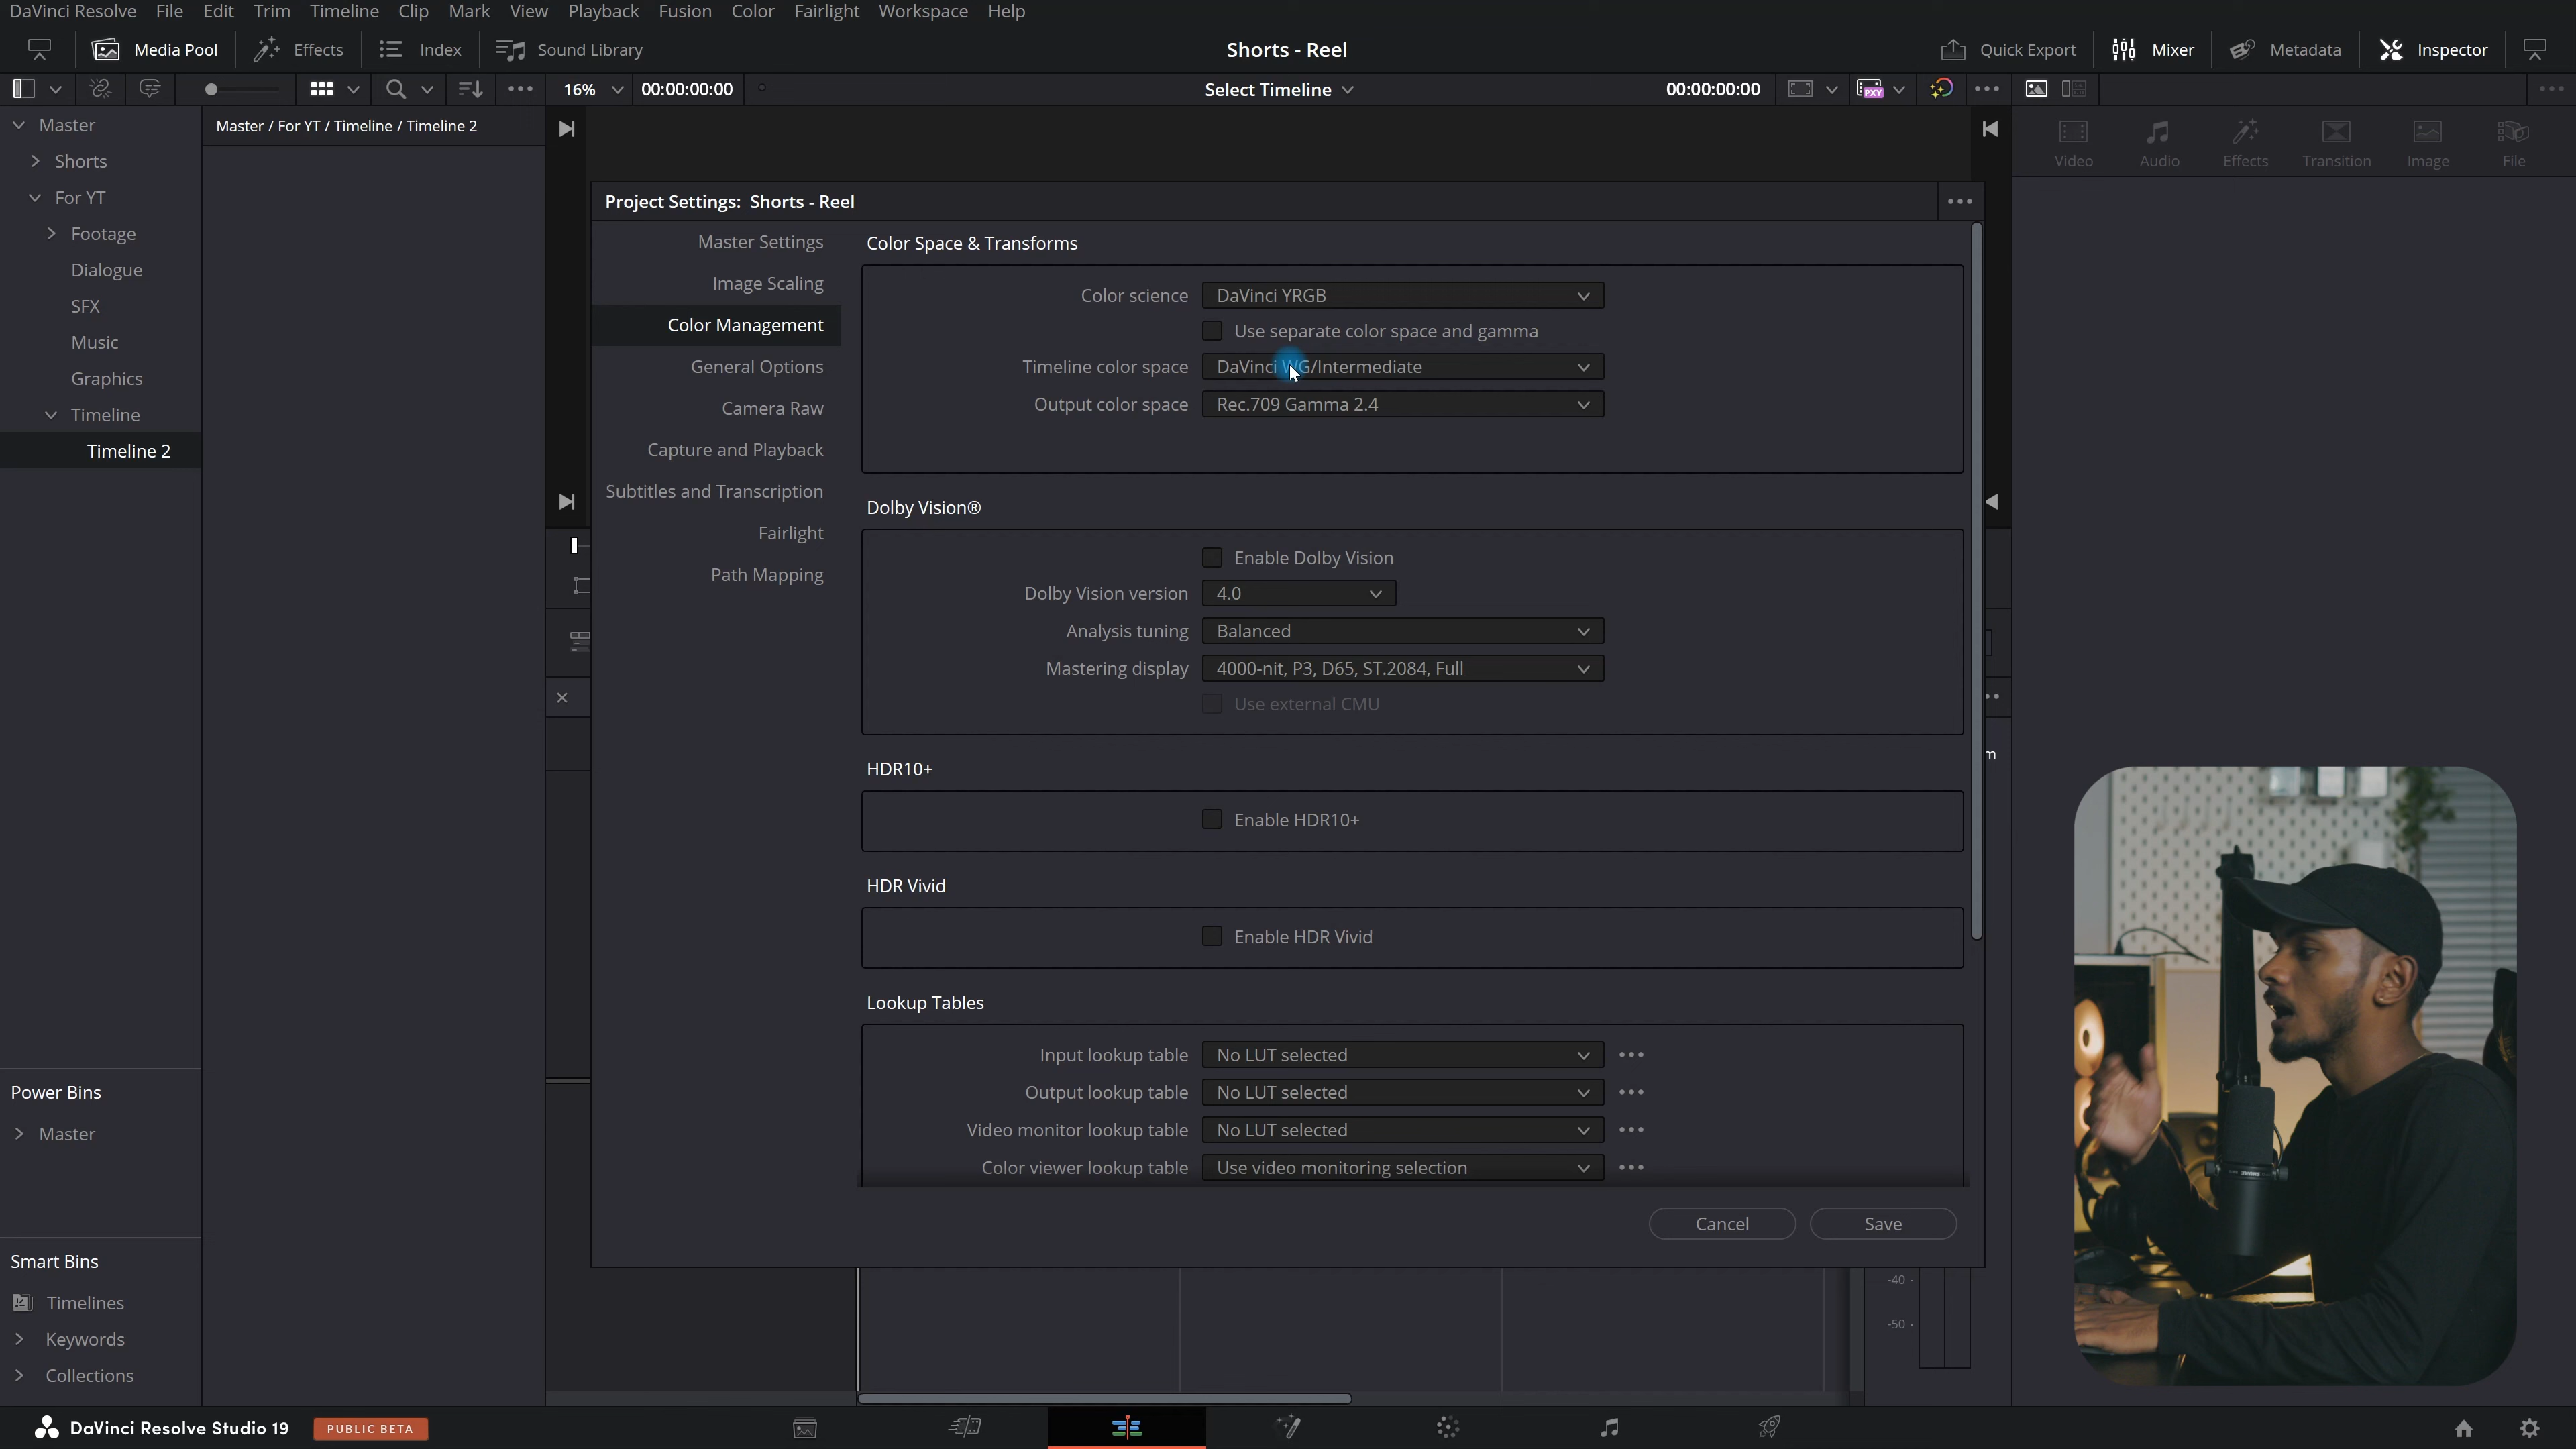 DaVinci Resolve File Edit Trim Timeline Clip Mark View Playback Fusion Color Fairlight Workspace Help
Media Pool Effects Index Sound Library Shorts - Reel Quick Export Mixer Metadata Inspector
16% 00:00:00:00 Select Timeline 00:00:00:00 PXY
Master
Shorts
For YT
Footage
Dialogue
SFX
Music
Graphics
Timeline
Timeline 2
Power Bins
Master
Smart Bins
Timelines
Keywords
Collections
Master / For YT / Timeline / Timeline 2
Video Audio Effects Transition Image File
Project Settings: Shorts - Reel
Master Settings
Image Scaling
Color Management
General Options
Camera Raw
Capture and Playback
Subtitles and Transcription
Fairlight
Path Mapping
Color Space & Transforms
Color science DaVinci YRGB
Use separate color space and gamma
Timeline color space DaVinci WG/Intermediate
Output color space Rec.709 Gamma 2.4
Dolby Vision®
Enable Dolby Vision
Dolby Vision version 4.0
Analysis tuning Balanced
Mastering display 4000-nit, P3, D65, ST.2084, Full
Use external CMU
HDR10+
Enable HDR10+
HDR Vivid
Enable HDR Vivid
Lookup Tables
Input lookup table No LUT selected
Output lookup table No LUT selected
Video monitor lookup table No LUT selected
Color viewer lookup table Use video monitoring selection
Cancel Save
-40
-50
DaVinci Resolve Studio 19 PUBLIC BETA